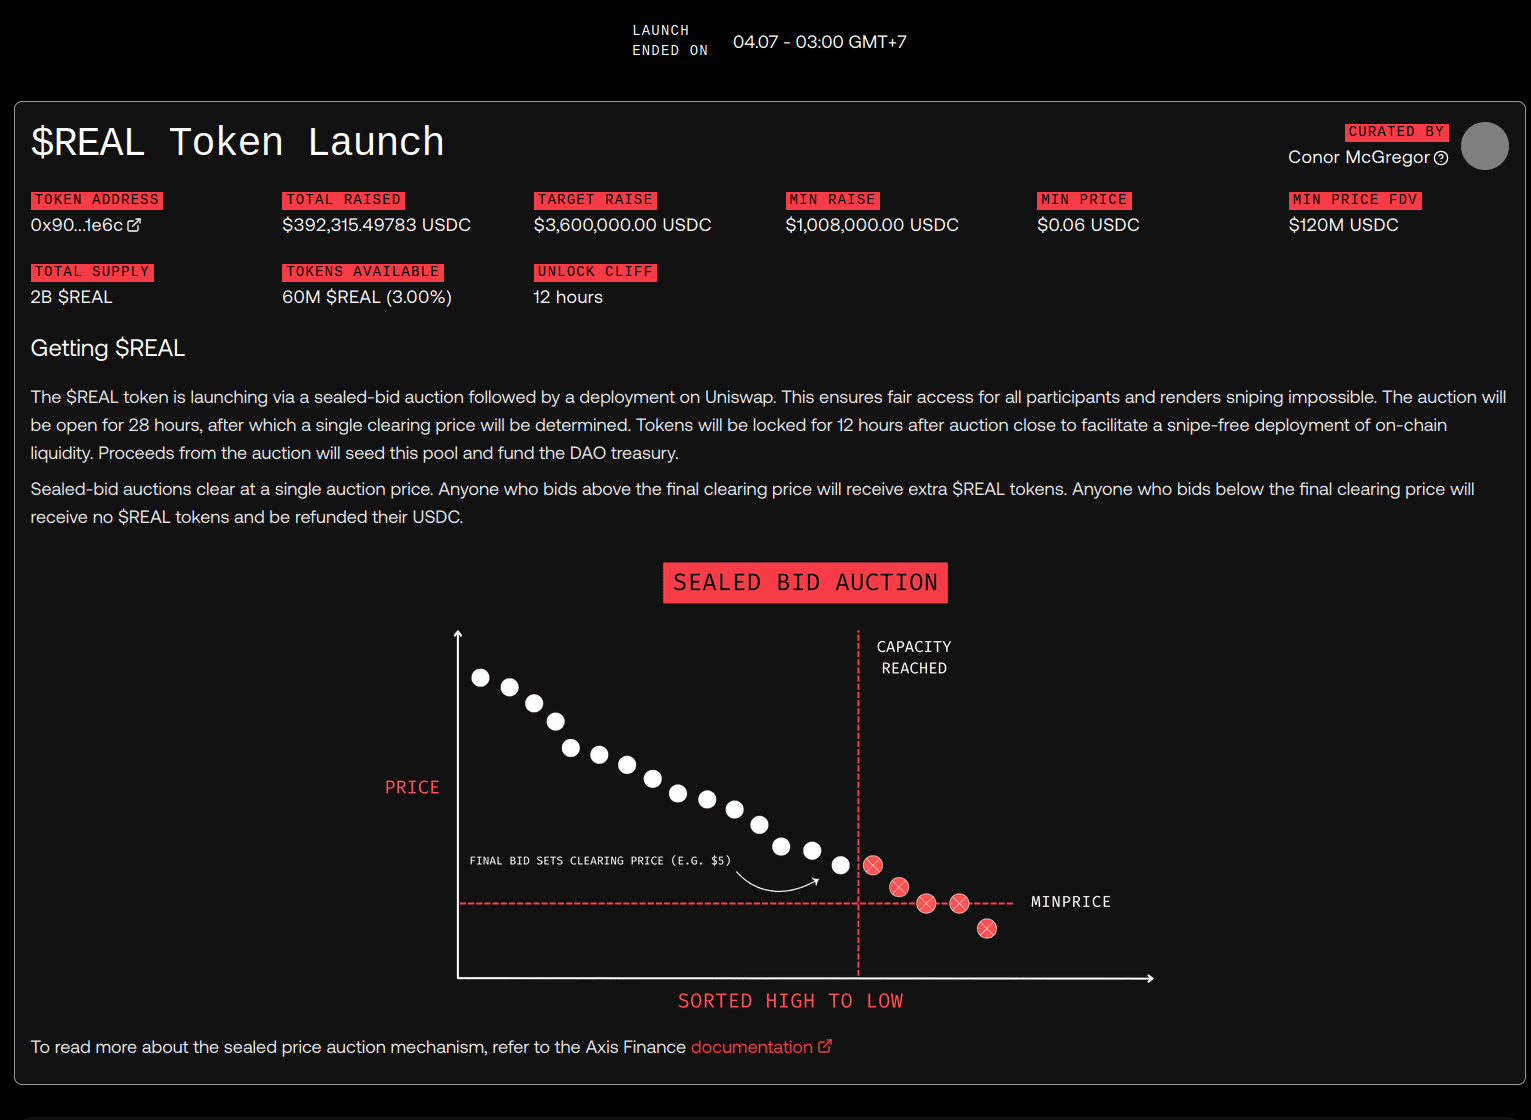 LAUNCH
ENDED ON
04.07 - 03:00 GMT+7
$REAL Token Launch
CURATED BY
Conor McGregor
TOKEN ADDRESS
0x90...1e6c
TOTAL RAISED
$392,315.49783 USDC
TARGET RAISE
$3,600,000.00 USDC
MIN RAISE
$1,008,000.00 USDC
MIN PRICE
$0.06 USDC
MIN PRICE FDV
$120M USDC
TOTAL SUPPLY
2B $REAL
TOKENS AVAILABLE
60M $REAL (3.00%)
UNLOCK CLIFF
12 hours
Getting $REAL
The $REAL token is launching via a sealed-bid auction followed by a deployment on Uniswap. This ensures fair access for all participants and renders sniping impossible. The auction will
be open for 28 hours, after which a single clearing price will be determined. Tokens will be locked for 12 hours after auction close to facilitate a snipe-free deployment of on-chain
liquidity. Proceeds from the auction will seed this pool and fund the DAO treasury.
Sealed-bid auctions clear at a single auction price. Anyone who bids above the final clearing price will receive extra $REAL tokens. Anyone who bids below the final clearing price will
receive no $REAL tokens and be refunded their USDC.
SEALED BID AUCTION
CAPACITY
REACHED
PRICE
FINAL BID SETS CLEARING PRICE (E.G. $5)
MINPRICE
SORTED HIGH TO LOW
To read more about the sealed price auction mechanism, refer to the Axis Finance documentation